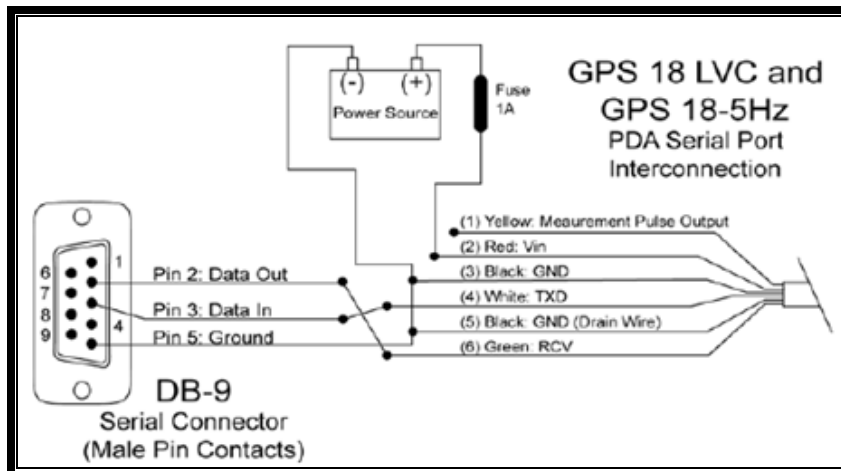 (-) (+)
Power Source
Fuse
1A
GPS 18 LVC and
GPS 18-5Hz
PDA Serial Port
Interconnection
(1) Yellow: Meaurement Pulse Output
(2) Red: Vin
(3) Black: GND
(4) White: TXD
(5) Black: GND (Drain Wire)
(6) Green: RCV
1
6
7
8
9
4
Pin 2: Data Out
Pin 3: Data In
Pin 5: Ground
DB-9
Serial Connector
(Male Pin Contacts)